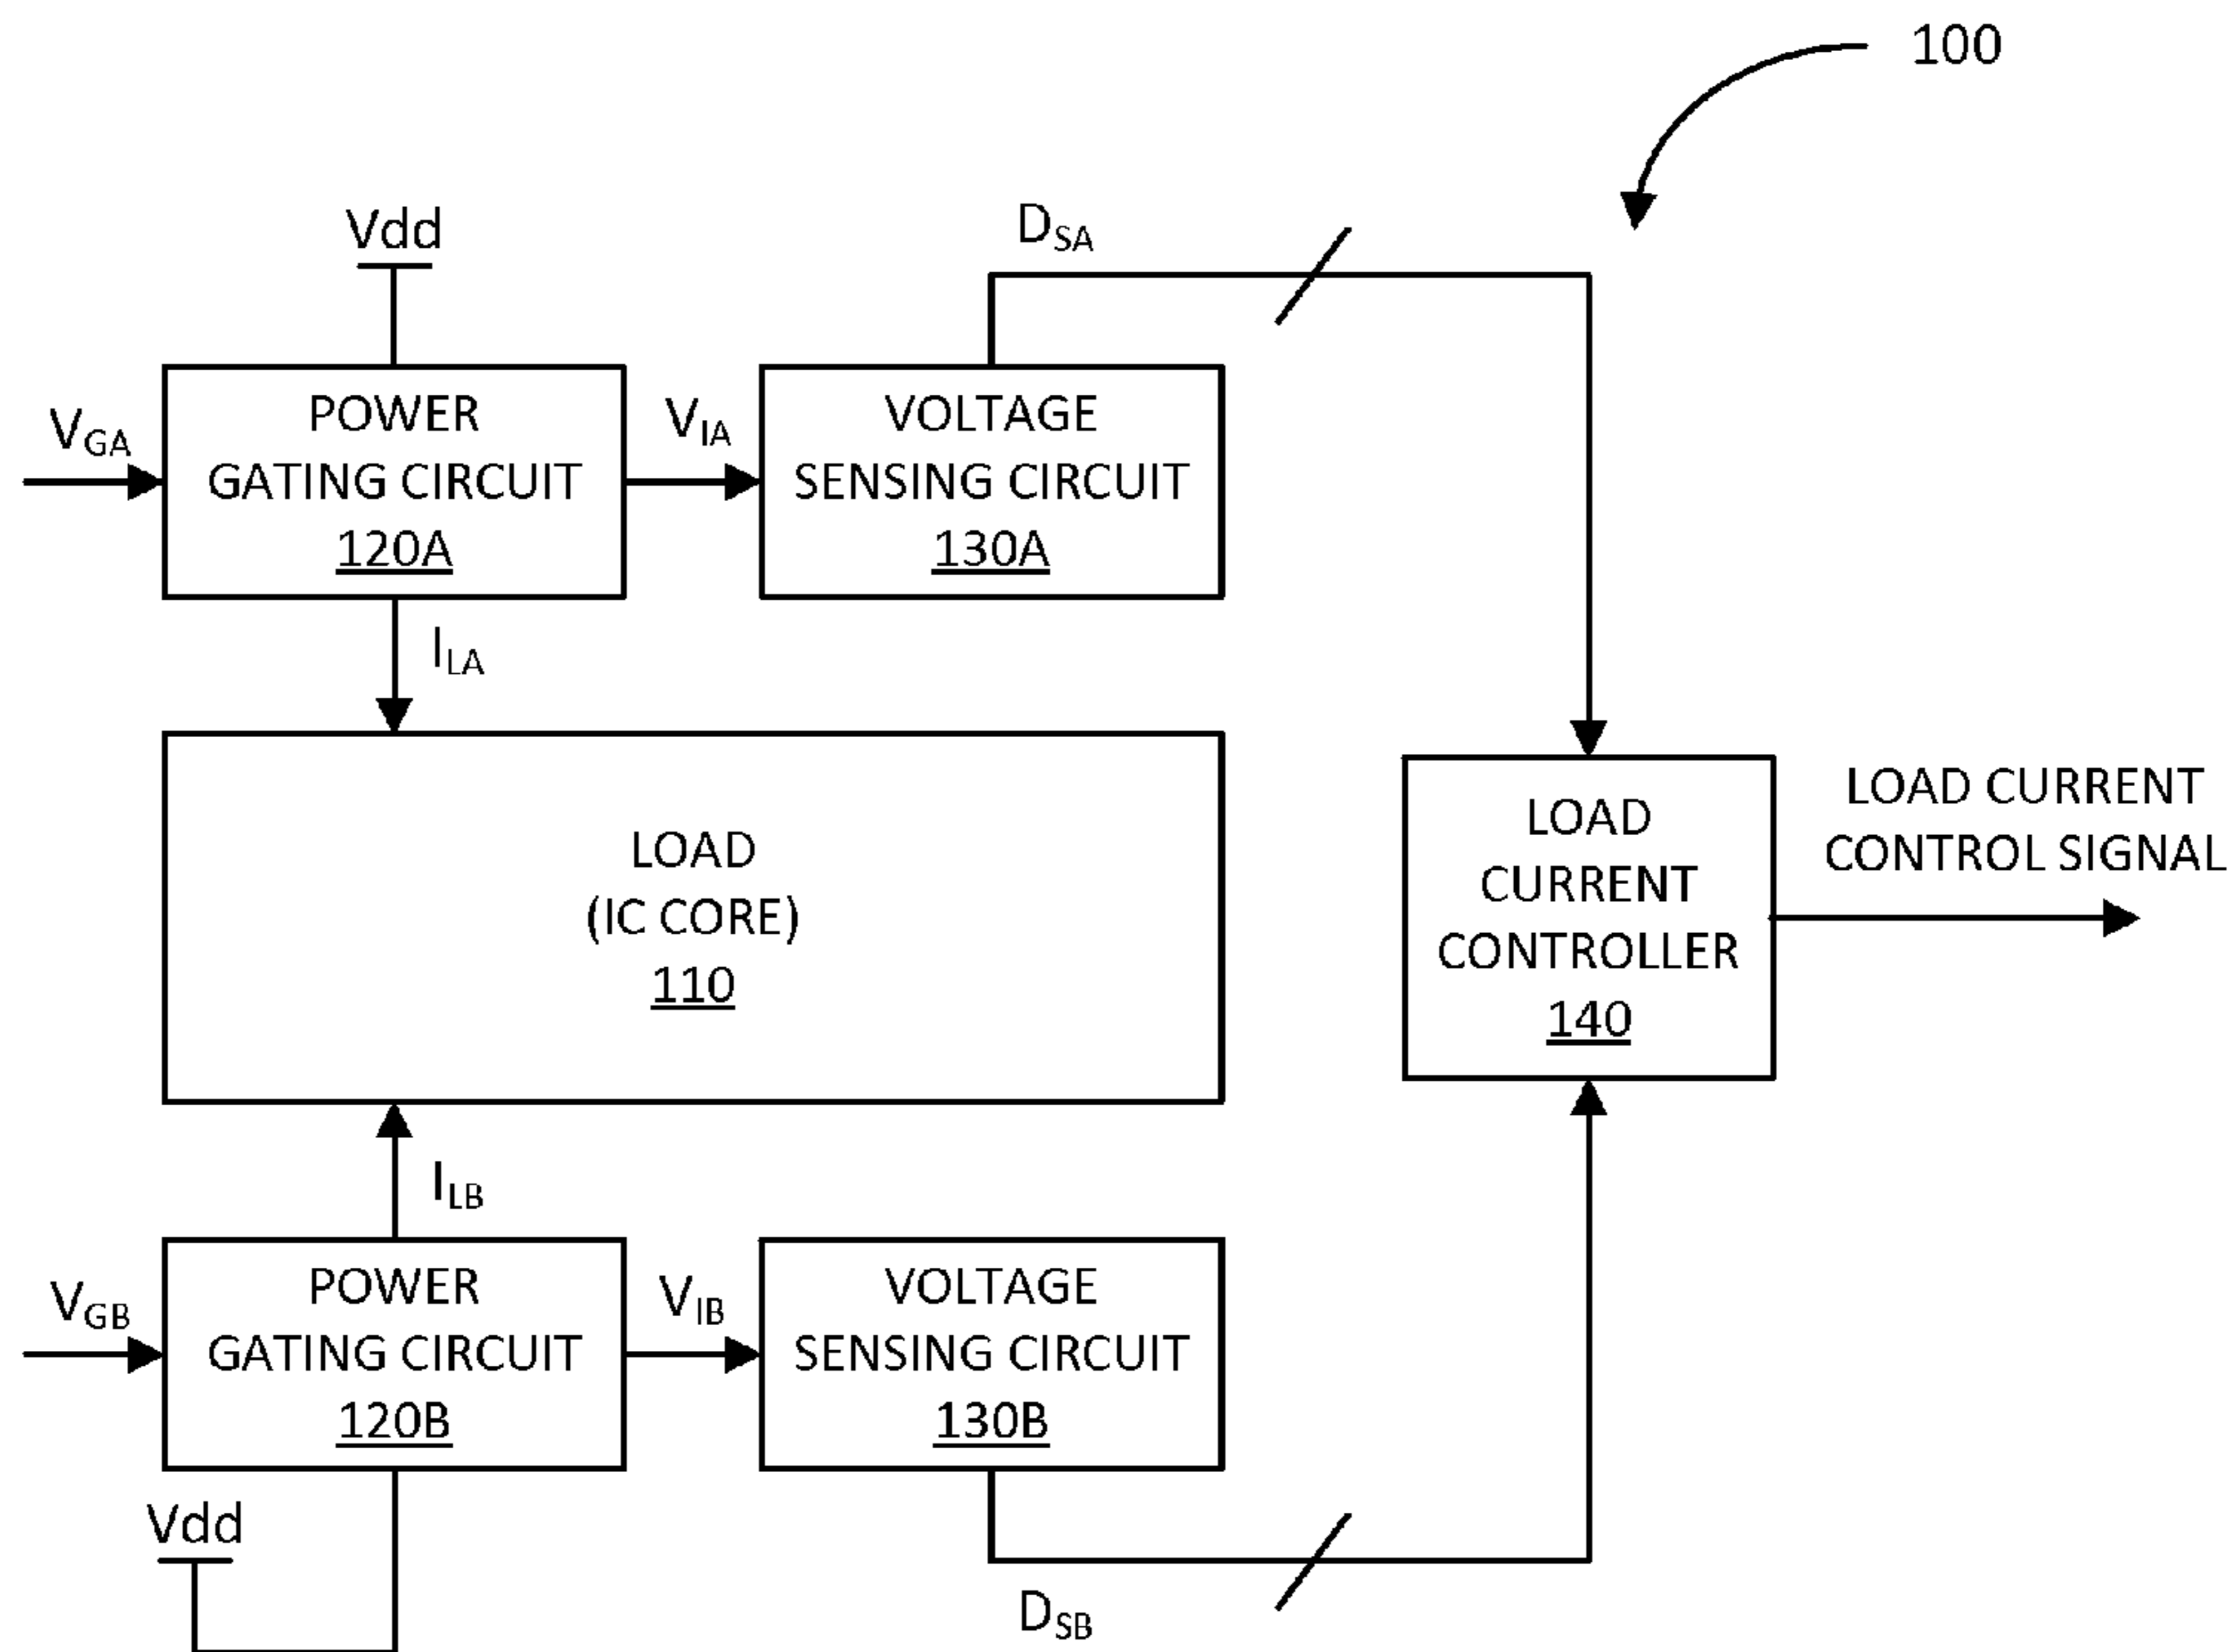 100
Vdd
DSA
VGA
POWER
GATING CIRCUIT
120A
VIA
VOLTAGE
SENSING CIRCUIT
130A
ILA
LOAD
(IC CORE)
110
LOAD
CURRENT
CONTROLLER
140
LOAD CURRENT
CONTROL SIGNAL
ILB
VGB
POWER
GATING CIRCUIT
120B
VIB
VOLTAGE
SENSING CIRCUIT
130B
Vdd
DSB